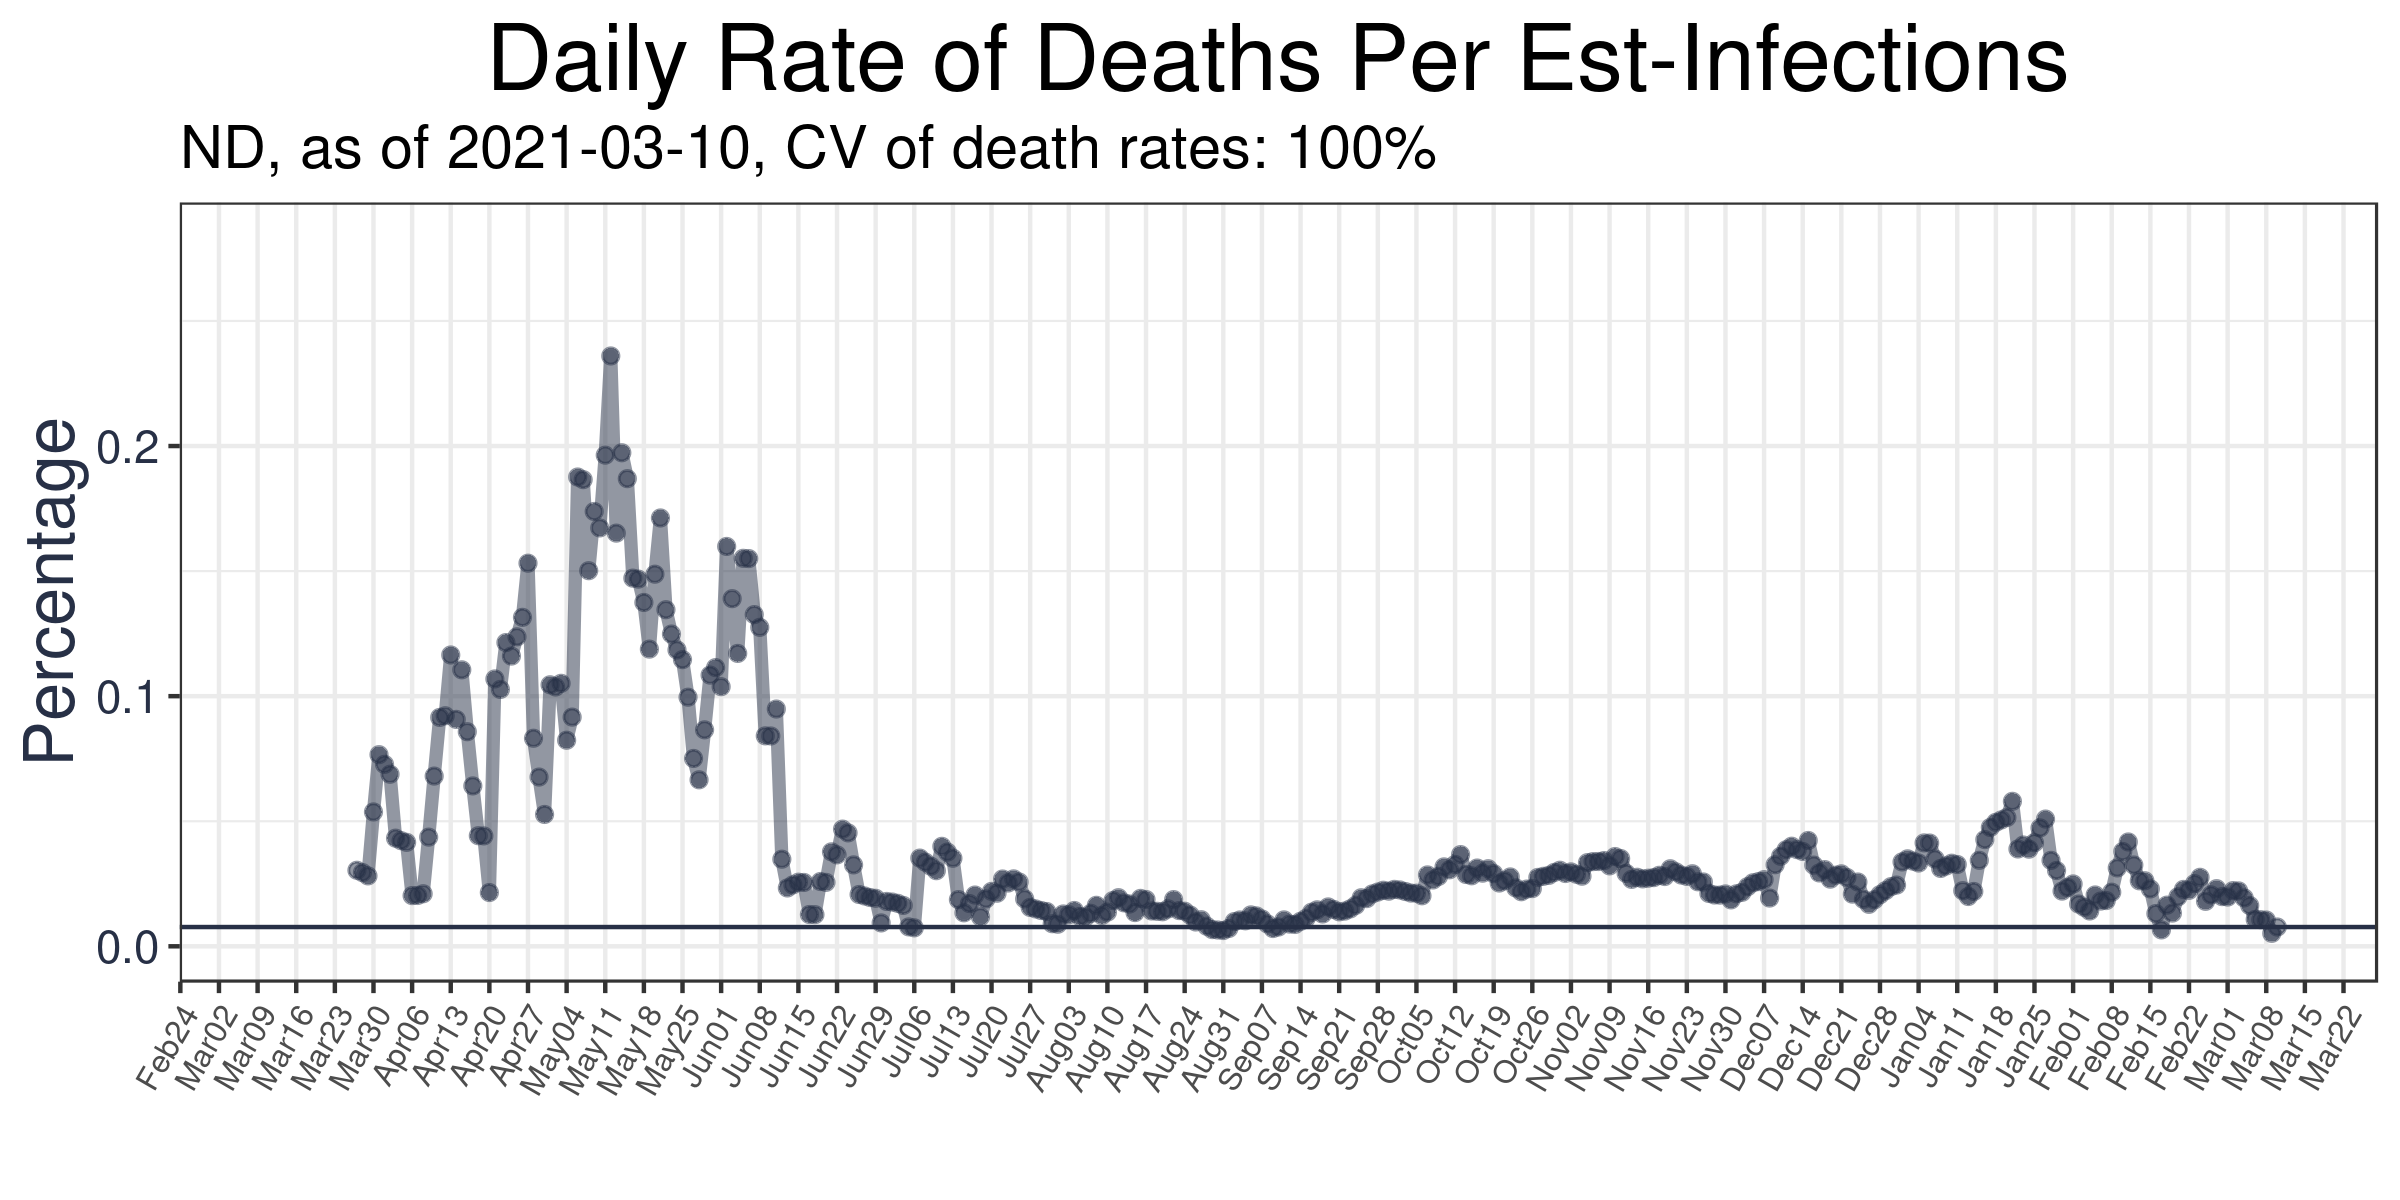 Daily Rate of Deaths Per Est-Infections
ND, as of 2021-03-10, CV of death rates: 100%
Percentage
0.2
0.1
0.0
Feb24
Mar02
Mar09
Mar16
Mar23
Mar30
Apr06
Apr13
Apr20
Apr27
May04
May11
May18
May25
Jun01
Jun08
Jun15
Jun22
Jun29
Jul06
Jul13
Jul20
Jul27
Aug03
Aug10
Aug17
Aug24
Aug31
Sep07
Sep14
Sep21
Sep28
Oct05
Oct12
Oct19
Oct26
Nov02
Nov09
Nov16
Nov23
Nov30
Dec07
Dec14
Dec21
Dec28
Jan04
Jan11
Jan18
Jan25
Feb01
Feb08
Feb15
Feb22
Mar01
Mar08
Mar15
Mar22